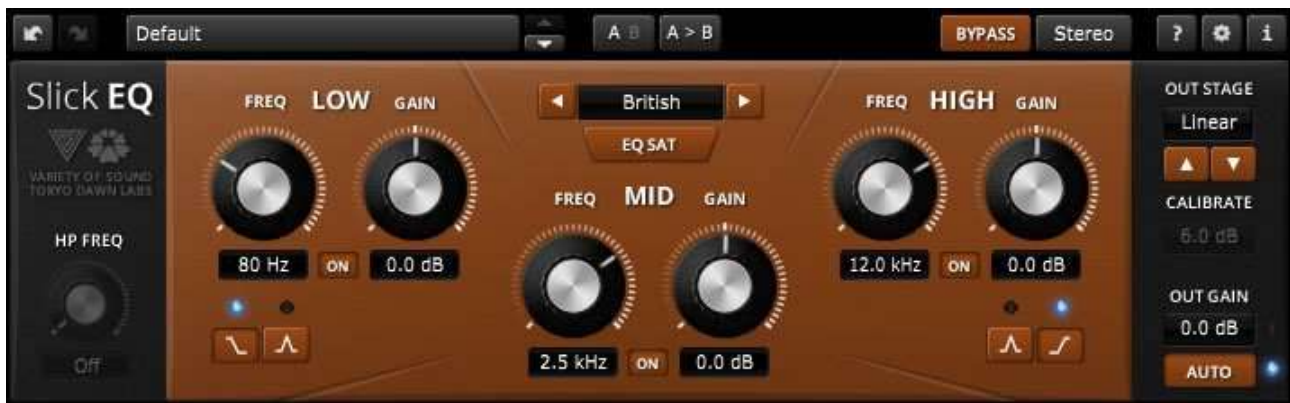 Default
A B
A > B
BYPASS
Stereo
?
i
Slick EQ
VARIETY OF SOUND
TOKYO DAWN LABS
HP FREQ
Off
FREQ LOW GAIN
80 Hz ON 0.0 dB
British
EQ SAT
FREQ MID GAIN
2.5 kHz ON 0.0 dB
FREQ HIGH GAIN
12.0 kHz ON 0.0 dB
OUT STAGE
Linear
CALIBRATE
6.0 dB
OUT GAIN
0.0 dB
AUTO